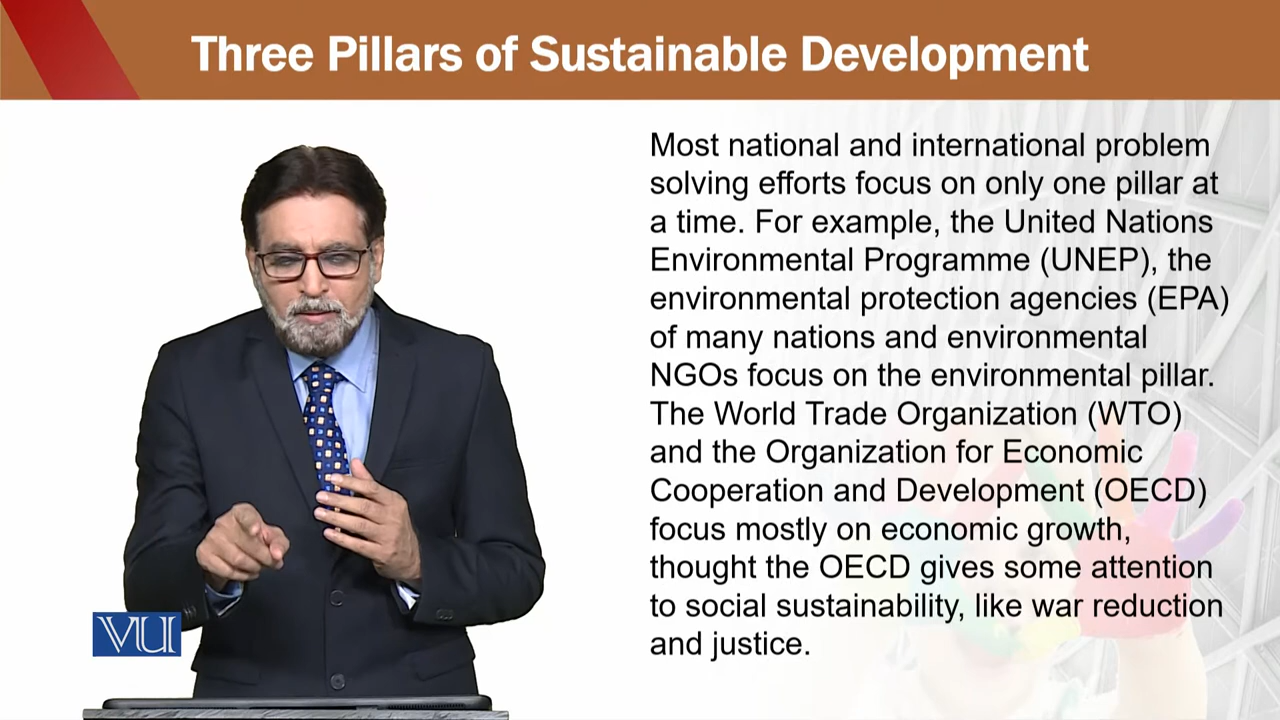 Three Pillars of Sustainable Development
Most national and international problem
solving efforts focus on only one pillar at
a time. For example, the United Nations
Environmental Programme (UNEP), the
environmental protection agencies (EPA)
of many nations and environmental
NGOs focus on the environmental pillar.
The World Trade Organization (WTO)
and the Organization for Economic
Cooperation and Development (OECD)
focus mostly on economic growth,
thought the OECD gives some attention
to social sustainability, like war reduction
and justice.
VU